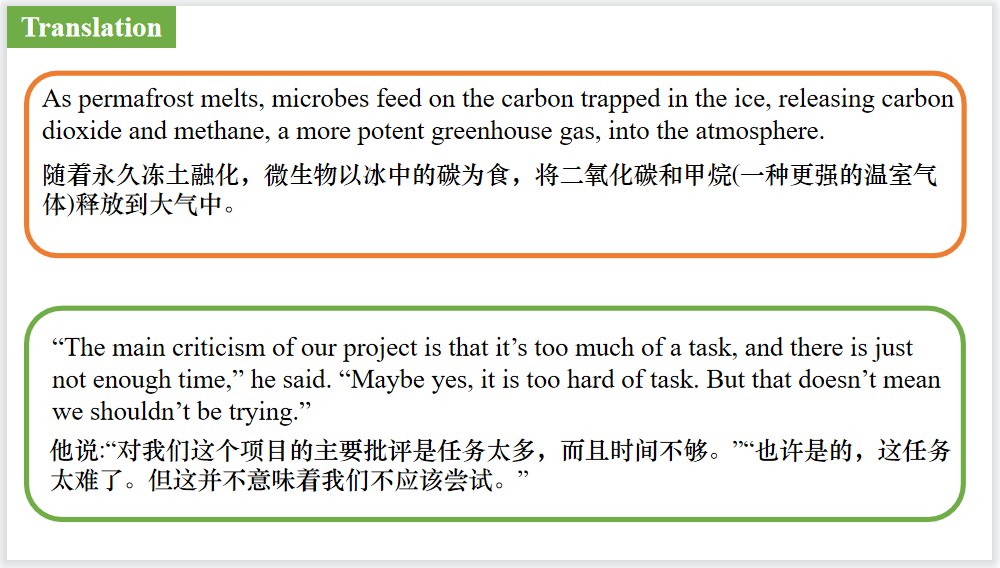 Translation
As permafrost melts, microbes feed on the carbon trapped in the ice, releasing carbon
dioxide and methane, a more potent greenhouse gas, into the atmosphere.
随着永久冻土融化，微生物以冰中的碳为食，将二氧化碳和甲烷(一种更强的温室气
体)释放到大气中。
“The main criticism of our project is that it’s too much of a task, and there is just
not enough time,” he said. “Maybe yes, it is too hard of task. But that doesn’t mean
we shouldn’t be trying.”
他说:“对我们这个项目的主要批评是任务太多，而且时间不够。”“也许是的，这任务
太难了。但这并不意味着我们不应该尝试。”